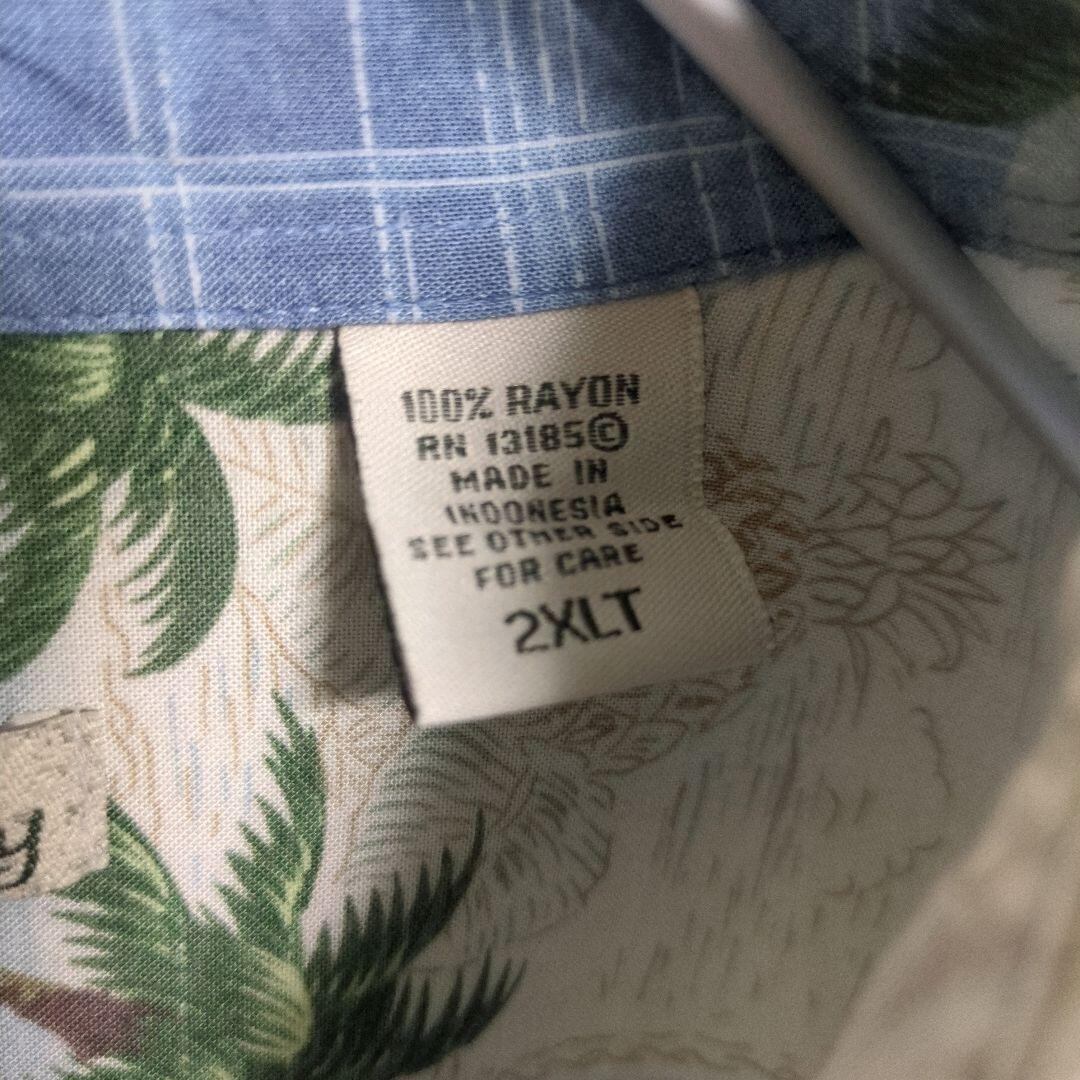 100% RAYON
RN 13185©
MADE IN
INDONESIA
SEE OTHER SIDE
FOR CARE
2XLT
y